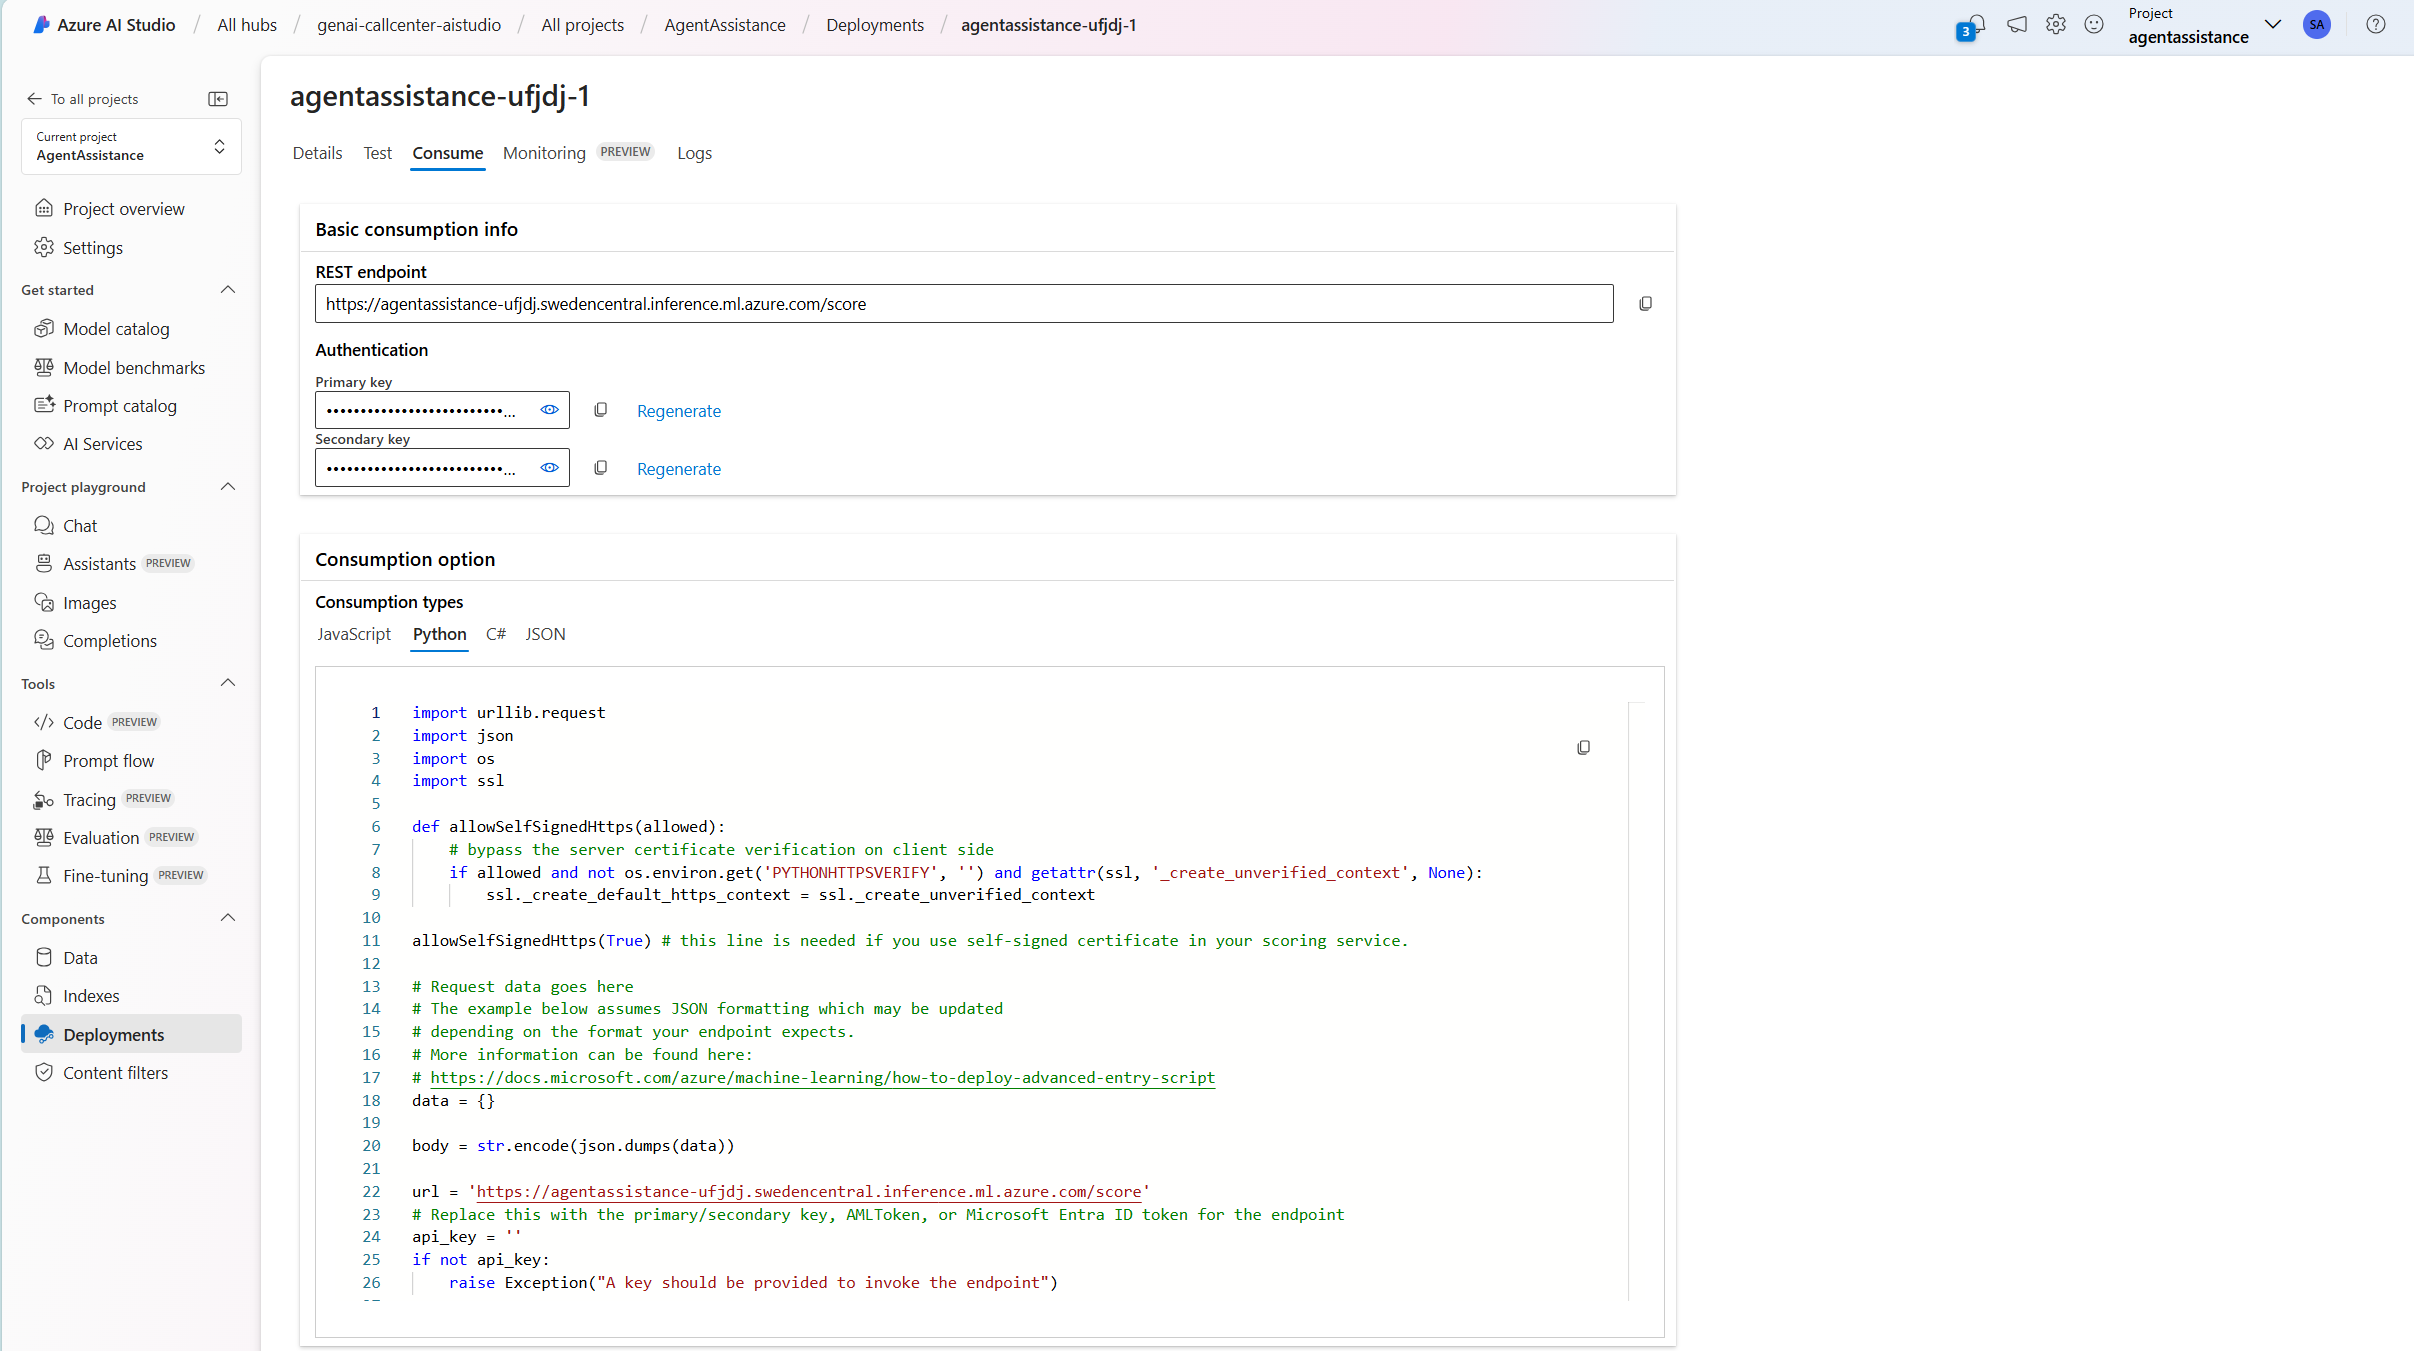 Azure AI Studio / All hubs / genai-callcenter-aistudio / All projects / AgentAssistance / Deployments / agentassistance-ufjdj-1
3
Project
agentassistance
SA
To all projects
Current project
AgentAssistance
Project overview
Settings
Get started
Model catalog
Model benchmarks
Prompt catalog
AI Services
Project playground
Chat
Assistants PREVIEW
Images
Completions
Tools
Code PREVIEW
Prompt flow
Tracing PREVIEW
Evaluation PREVIEW
Fine-tuning PREVIEW
Components
Data
Indexes
Deployments
Content filters
agentassistance-ufjdj-1
Details Test Consume Monitoring PREVIEW Logs
Basic consumption info
REST endpoint
https://agentassistance-ufjdj.swedencentral.inference.ml.azure.com/score
Authentication
Primary key
••••••••••••••••••••••••••... Regenerate
Secondary key
••••••••••••••••••••••••••... Regenerate
Consumption option
Consumption types
JavaScript Python C# JSON
1 import urllib.request
2 import json
3 import os
4 import ssl
5
6 def allowSelfSignedHttps(allowed):
7 # bypass the server certificate verification on client side
8 if allowed and not os.environ.get('PYTHONHTTPSVERIFY', '') and getattr(ssl, '_create_unverified_context', None):
9 ssl._create_default_https_context = ssl._create_unverified_context
10
11 allowSelfSignedHttps(True) # this line is needed if you use self-signed certificate in your scoring service.
12
13 # Request data goes here
14 # The example below assumes JSON formatting which may be updated
15 # depending on the format your endpoint expects.
16 # More information can be found here:
17 # https://docs.microsoft.com/azure/machine-learning/how-to-deploy-advanced-entry-script
18 data = {}
19
20 body = str.encode(json.dumps(data))
21
22 url = 'https://agentassistance-ufjdj.swedencentral.inference.ml.azure.com/score'
23 # Replace this with the primary/secondary key, AMLToken, or Microsoft Entra ID token for the endpoint
24 api_key = ''
25 if not api_key:
26 raise Exception("A key should be provided to invoke the endpoint")